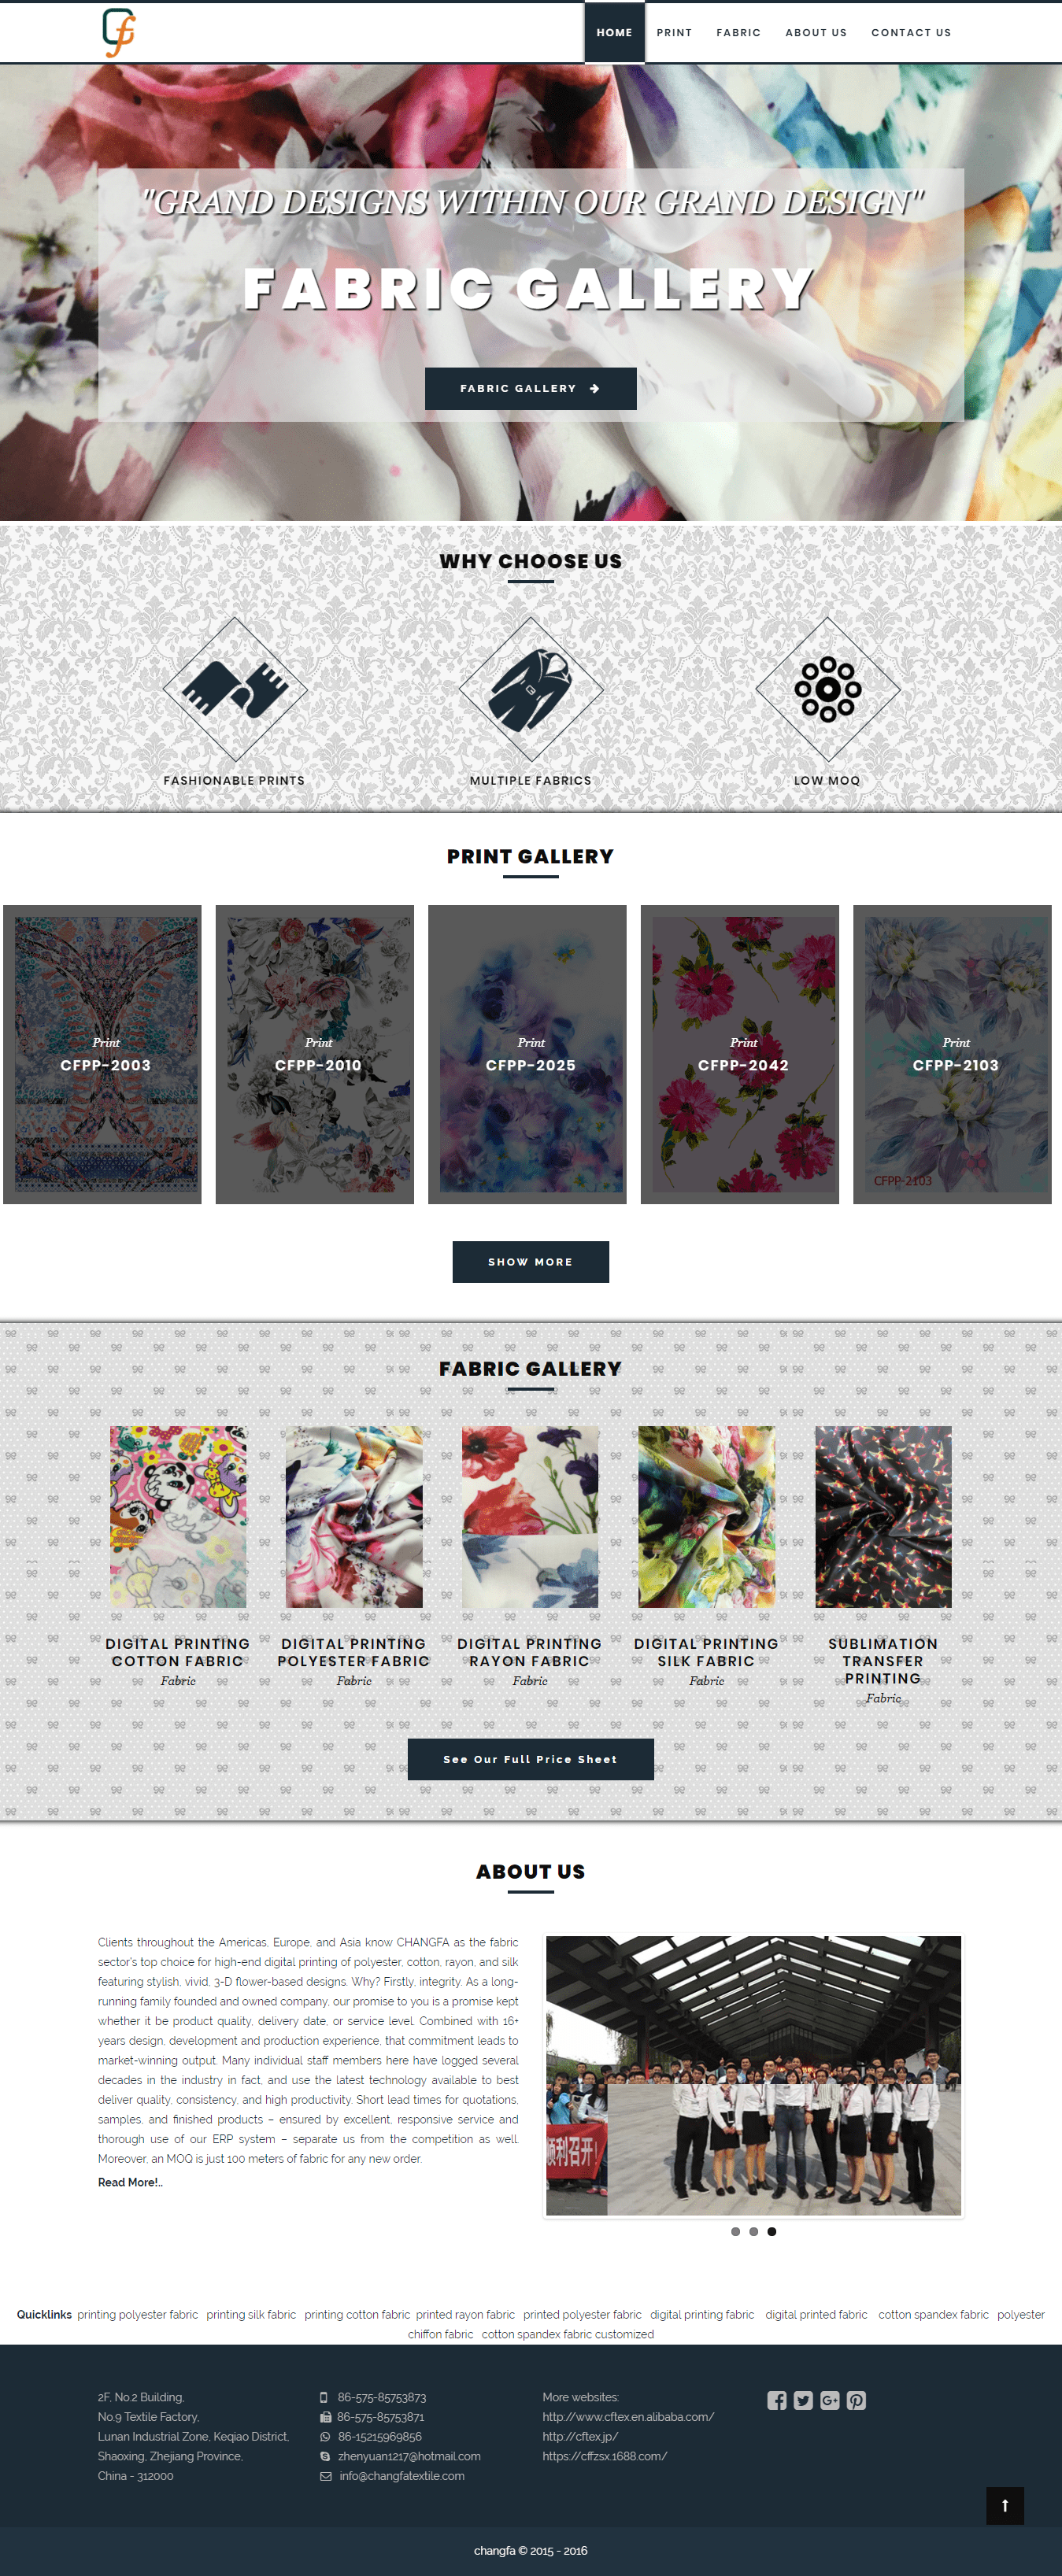 HOME PRINT FABRIC ABOUT US CONTACT US
"GRAND DESIGNS WITHIN OUR GRAND DESIGN"
FABRIC GALLERY
FABRIC GALLERY
WHY CHOOSE US
FASHIONABLE PRINTS
MULTIPLE FABRICS
LOW MOQ
PRINT GALLERY
Print
CFPP-2003
Print
CFPP-2010
Print
CFPP-2025
Print
CFPP-2042
Print
CFPP-2103
CFPP-2103
SHOW MORE
FABRIC GALLERY
DIGITAL PRINTING
COTTON FABRIC
Fabric
DIGITAL PRINTING
POLYESTER FABRIC
Fabric
DIGITAL PRINTING
RAYON FABRIC
Fabric
DIGITAL PRINTING
SILK FABRIC
Fabric
SUBLIMATION
TRANSFER
PRINTING
Fabric
See Our Full Price Sheet
ABOUT US
Clients throughout the Americas, Europe, and Asia know CHANGFA as the fabric
sector's top choice for high-end digital printing of polyester, cotton, rayon, and silk
featuring stylish, vivid, 3-D flower-based designs. Why? Firstly, integrity. As a long-
running family founded and owned company, our promise to you is a promise kept
whether it be product quality, delivery date, or service level. Combined with 16+
years design, development and production experience, that commitment leads to
market-winning output. Many individual staff members here have logged several
decades in the industry in fact, and use the latest technology available to best
deliver quality, consistency, and high productivity. Short lead times for quotations,
samples, and finished products – ensured by excellent, responsive service and
thorough use of our ERP system – separate us from the competition as well.
Moreover, an MOQ is just 100 meters of fabric for any new order.
Read More!..
顺利召开!
Quicklinks printing polyester fabric printing silk fabric printing cotton fabric printed rayon fabric printed polyester fabric digital printing fabric digital printed fabric cotton spandex fabric polyester
chiffon fabric cotton spandex fabric customized
2F, No.2 Building,
No.9 Textile Factory,
Lunan Industrial Zone, Keqiao District,
Shaoxing, Zhejiang Province,
China - 312000
86-575-85753873
86-575-85753871
86-15215969856
zhenyuan1217@hotmail.com
info@changfatextile.com
More websites:
http://www.cftex.en.alibaba.com/
http://cftex.jp/
https://cffzsx.1688.com/
changfa © 2015 - 2016